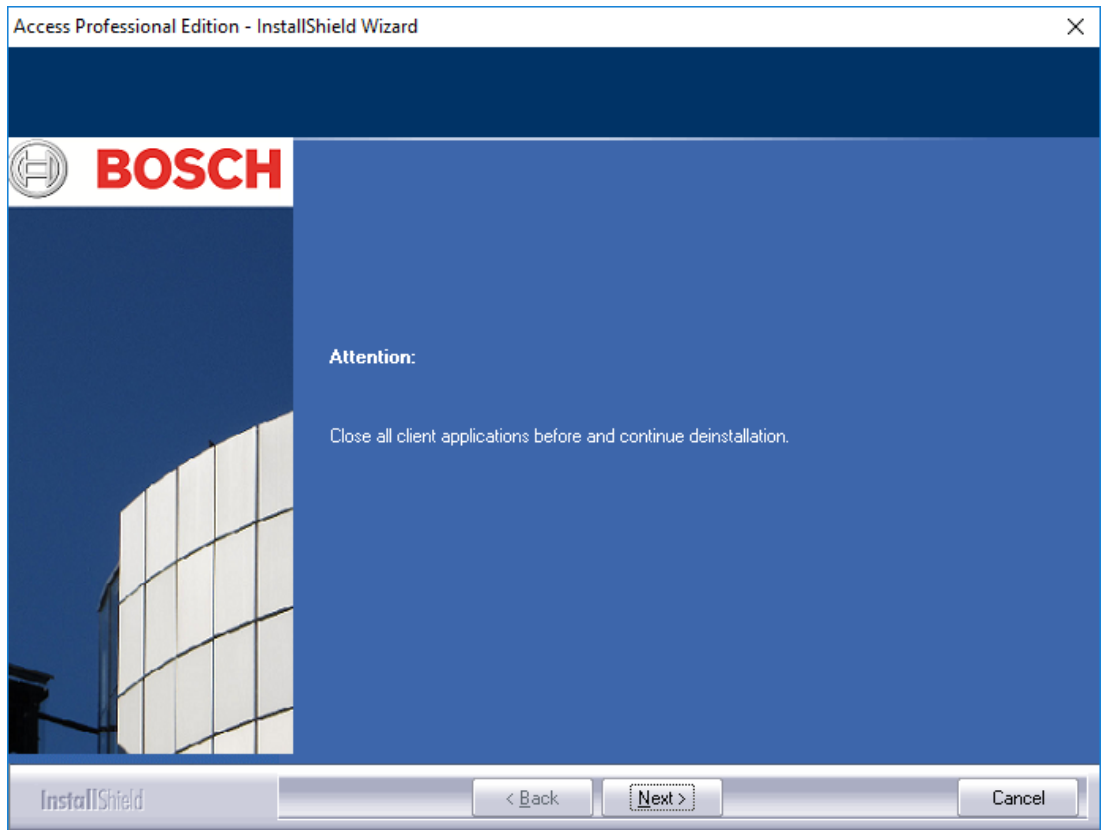 Access Professional Edition - InstallShield Wizard
BOSCH
Attention:
Close all client applications before and continue deinstallation.
InstallShield
< Back
Next >
Cancel